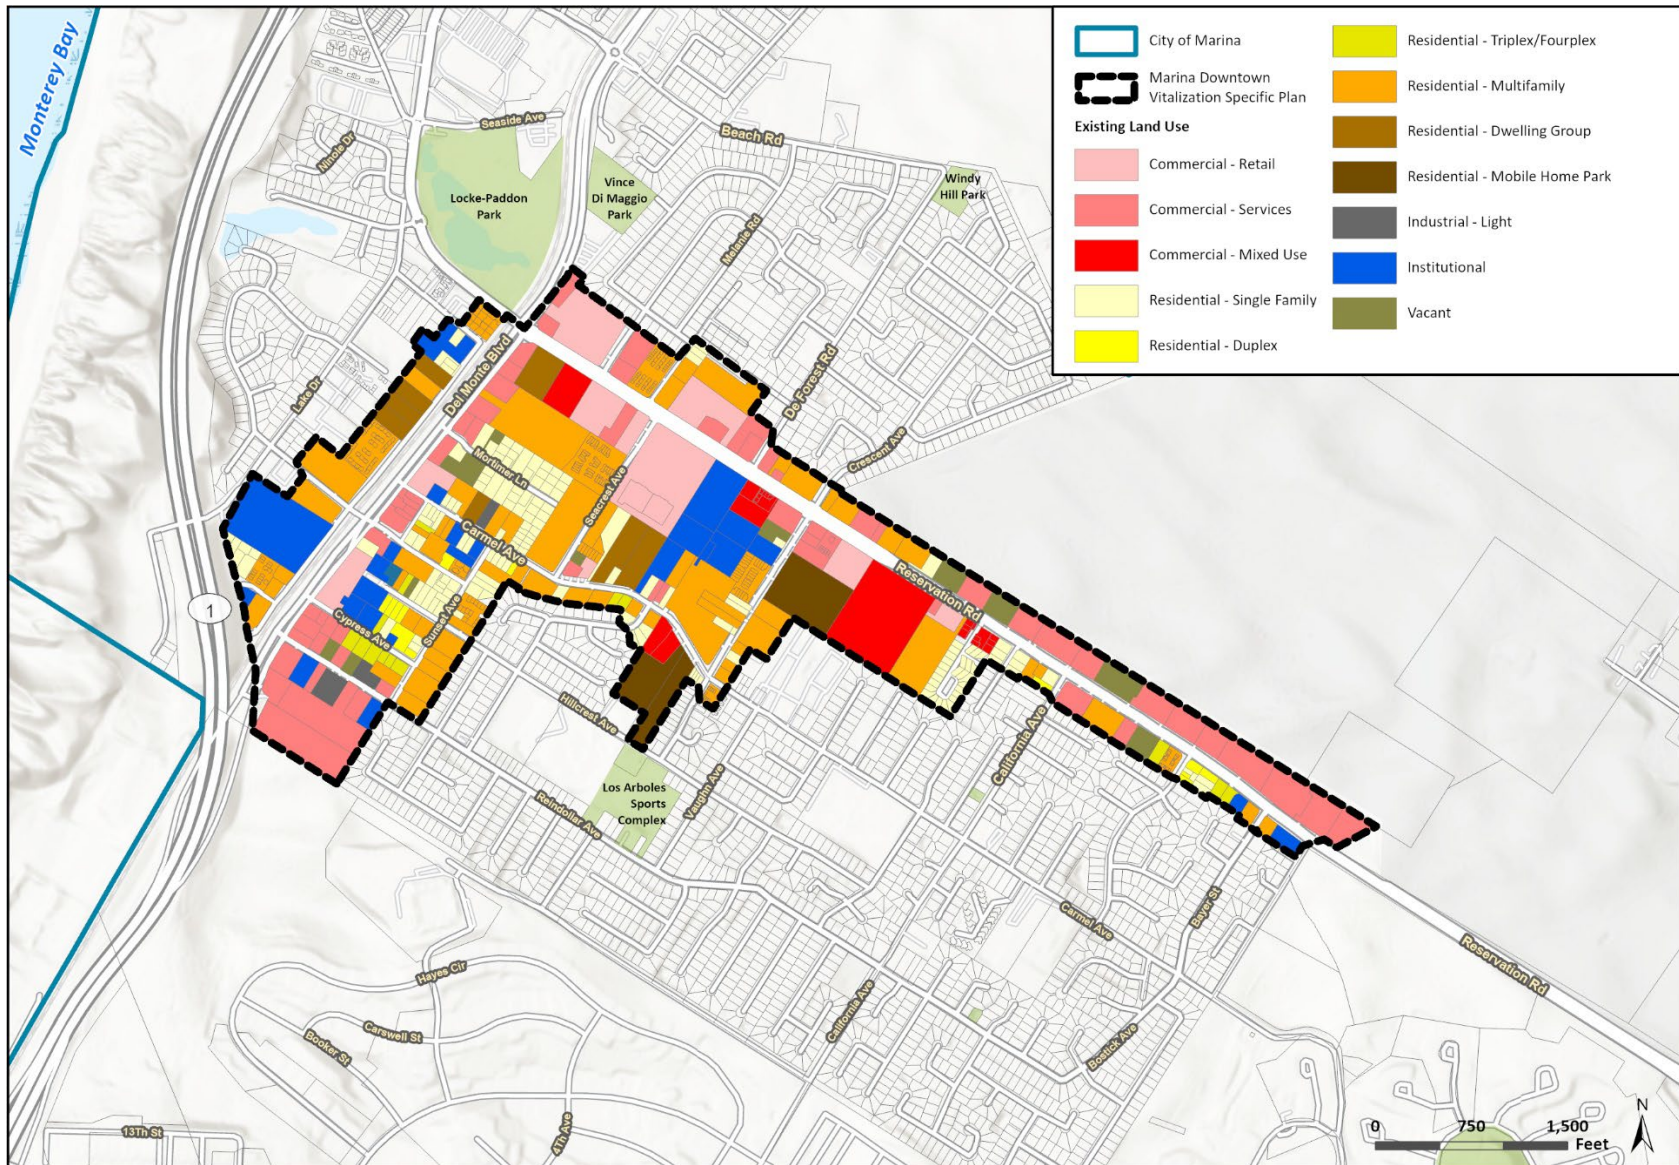 Monterey Bay
City of Marina
Marina Downtown
Vitalization Specific Plan
Existing Land Use
Commercial - Retail
Commercial - Services
Commercial - Mixed Use
Residential - Single Family
Residential - Duplex
Residential - Triplex/Fourplex
Residential - Multifamily
Residential - Dwelling Group
Residential - Mobile Home Park
Industrial - Light
Institutional
Vacant
Seaside Ave
Beach Rd
Ninole Dr
Locke-Paddon
Park
Vince
Di Maggio
Park
Windy
Hill Park
Melanie Rd
Del Monte Blvd
De Forest Rd
Lake Dr
Crescent Ave
Mortimer Ln
Seacrest Ave
Carmel Ave
Reservation Rd
1
Cypress Ave
Sunset Ave
Hillcrest Ave
California Ave
Los Arboles
Sports
Complex
Vaughn Ave
Reindollar Ave
Carmel Ave
Bayer St
Reservation Rd
Hayes Cir
California Ave
Carswell St
Booker St
Bostick Ave
13Th St
4Th Ave
N
0 750 1,500
Feet